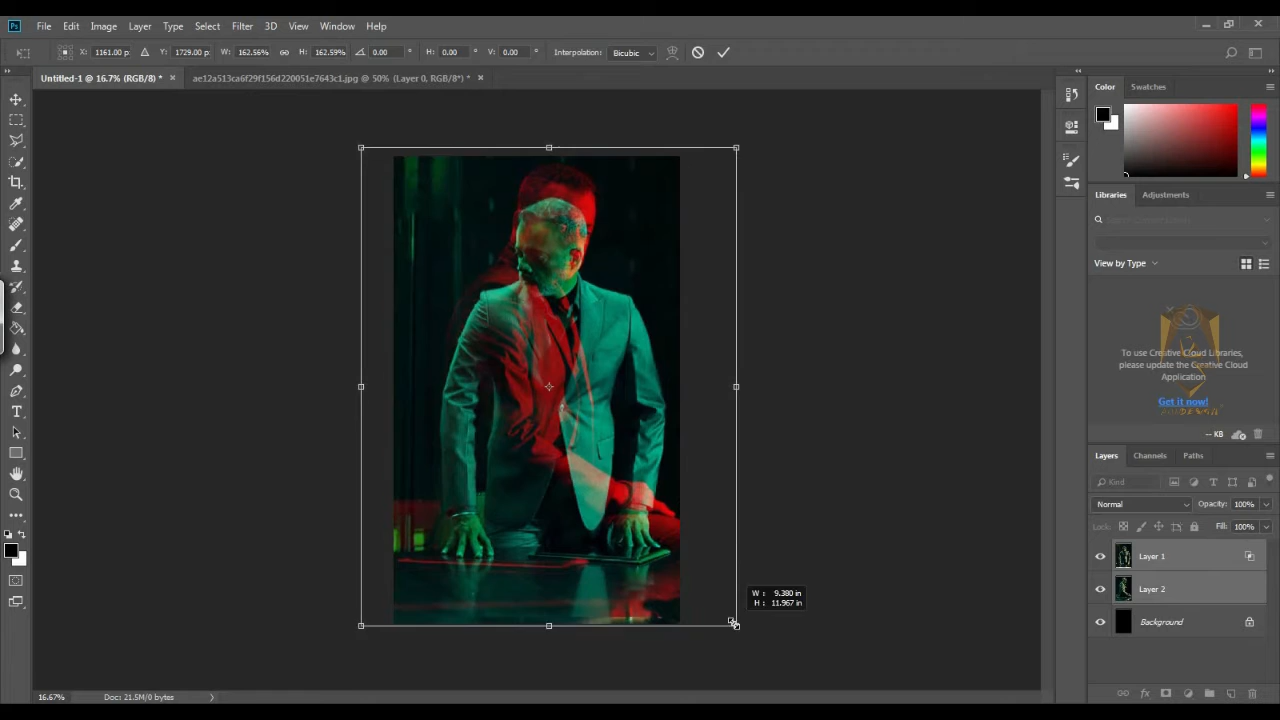 Ps File Edit Image Layer Type Select Filter 3D View Window Help
X: 1161.00 p Y: 1729.00 p W: 162.56% H: 162.59% 0.00 ° H: 0.00 ° V: 0.00 ° Interpolation: Bicubic
Untitled-1 @ 16.7% (RGB/8) * × ae12a513ca6f29f156d220051e7643c1.jpg @ 50% (Layer 0, RGB/8) * ×
Color Swatches
Libraries Adjustments
View by Type
To use Creative Cloud Libraries,
please update the Creative Cloud
Application
Get it now!
-- KB
Layers Channels Paths
Kind
Normal Opacity: 100%
Lock: Fill: 100%
Layer 1
Layer 2
Background
W : 9.380 in
H : 11.967 in
16.67% Doc: 21.5M/0 bytes